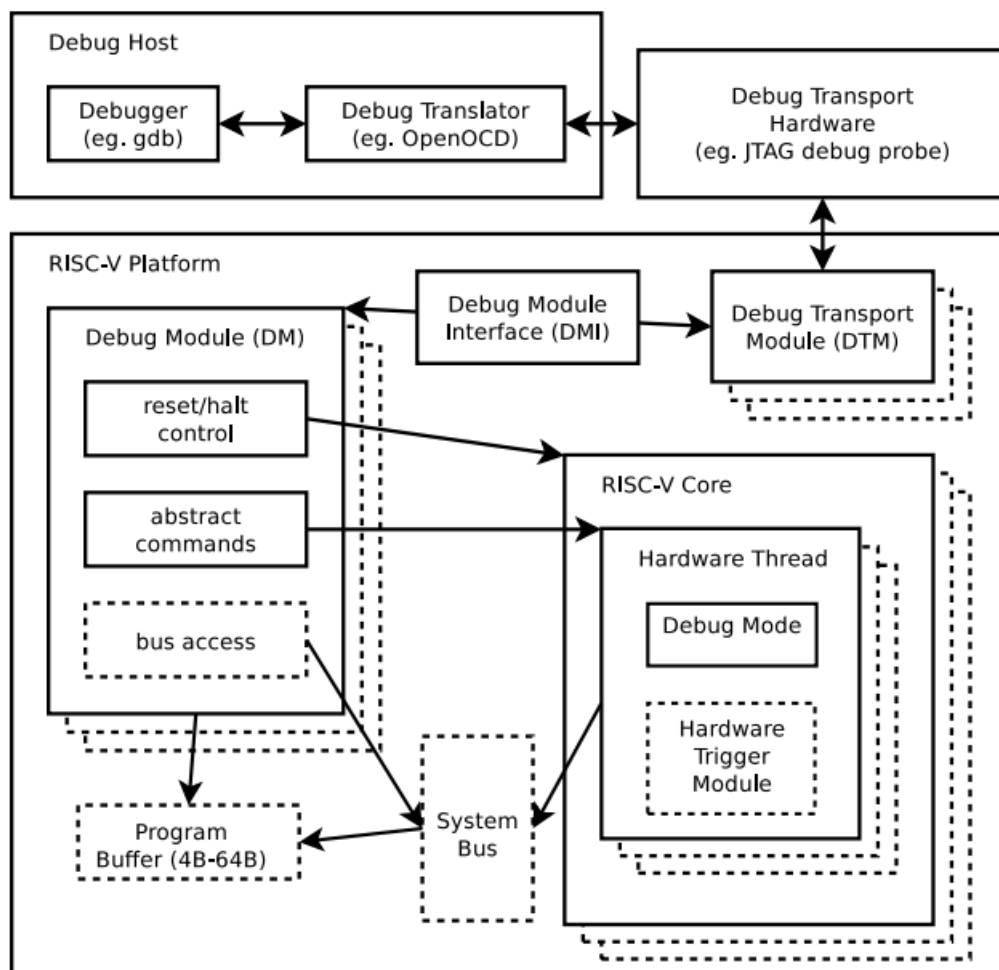 Debug Host
Debugger
(eg. gdb)
Debug Translator
(eg. OpenOCD)
Debug Transport
Hardware
(eg. JTAG debug probe)
RISC-V Platform
Debug Module (DM)
reset/halt
control
abstract
commands
bus access
Debug Module
Interface (DMI)
Debug Transport
Module (DTM)
RISC-V Core
Hardware Thread
Debug Mode
Hardware
Trigger
Module
System
Bus
Program
Buffer (4B-64B)